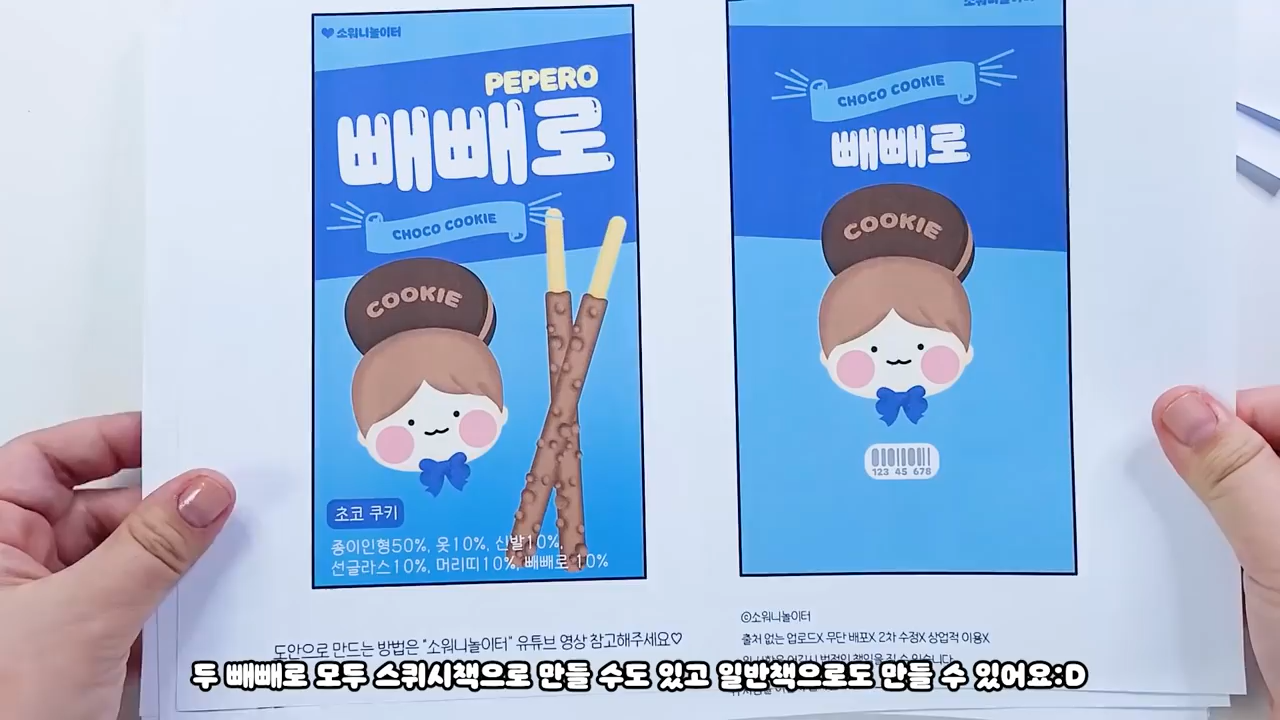 소워니놀이터
PEPERO
빼빼로
CHOCO COOKIE
COOKIE
초코 쿠키
종이인형50%, 옷10%, 신발10%,
선글라스10%, 머리띠10%, 빼빼로 10%
CHOCO COOKIE
빼빼로
COOKIE
123 45 678
도안으로 만드는 방법은 "소워니놀이터" 유튜브 영상 참고해주세요♡
©소워니놀이터
출처 없는 업로드X 무단 배포X 2차 수정X 상업적 이용X
두 빼빼로 모두 스퀴시책으로 만들 수도 있고 일반책으로도 만들 수 있어요:D